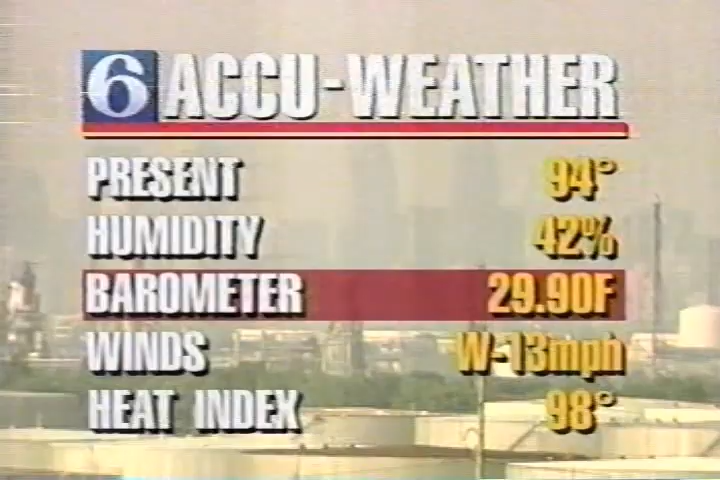 6 ACCU-WEATHER
PRESENT 94°
HUMIDITY 42%
BAROMETER 29.90F
WINDS W-13mph
HEAT INDEX 98°